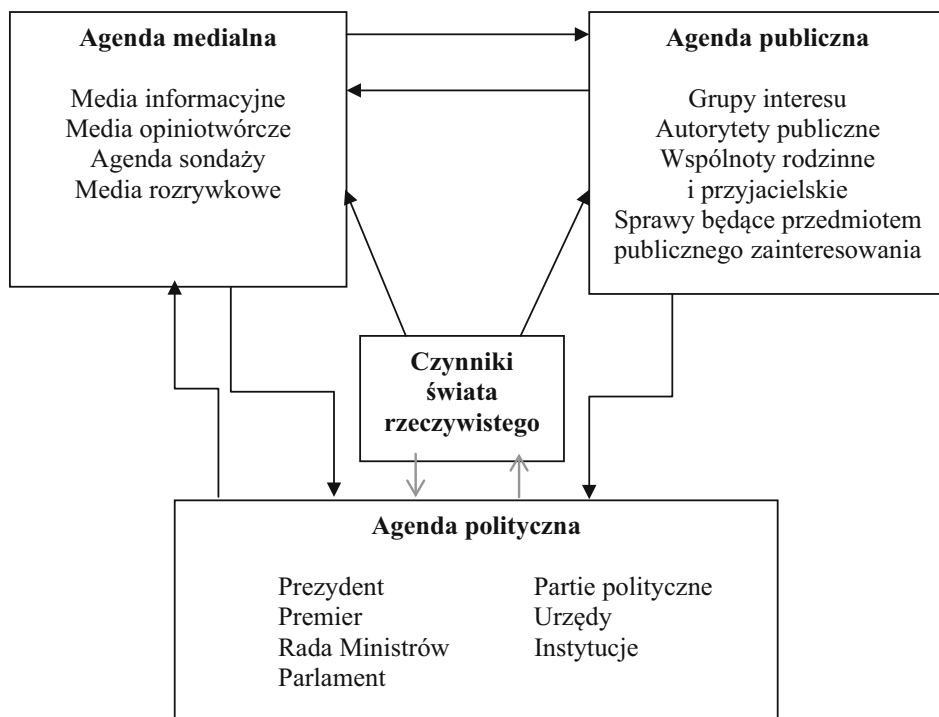 Agenda medialna
Media informacyjne
Media opiniotwórcze
Agenda sondaży
Media rozrywkowe
Agenda publiczna
Grupy interesu
Autorytety publiczne
Wspólnoty rodzinne
i przyjacielskie
Sprawy będące przedmiotem
publicznego zainteresowania
Czynniki
świata
rzeczywistego
Agenda polityczna
Prezydent
Premier
Rada Ministrów
Parlament
Partie polityczne
Urzędy
Instytucje